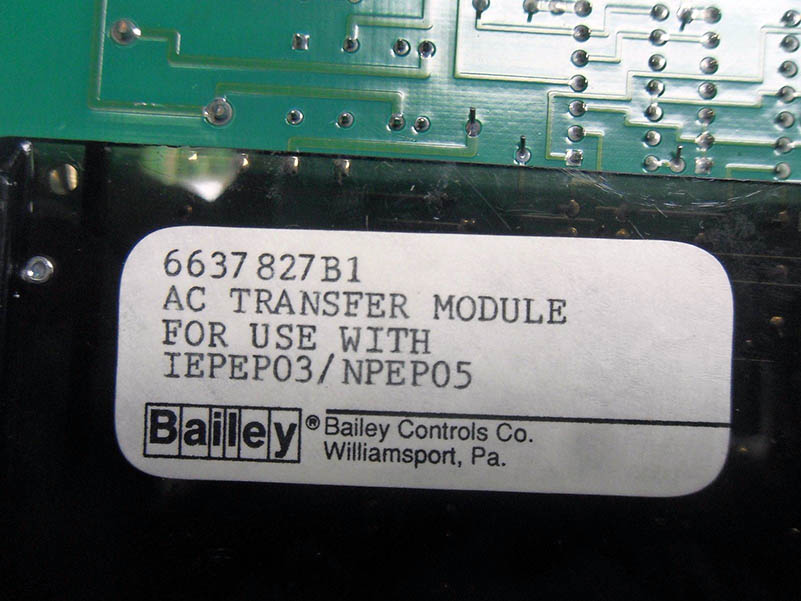 6637827B1
AC TRANSFER MODULE
FOR USE WITH
IEPEP03/NPEP05
Bailey® Bailey Controls Co.
Williamsport, Pa.